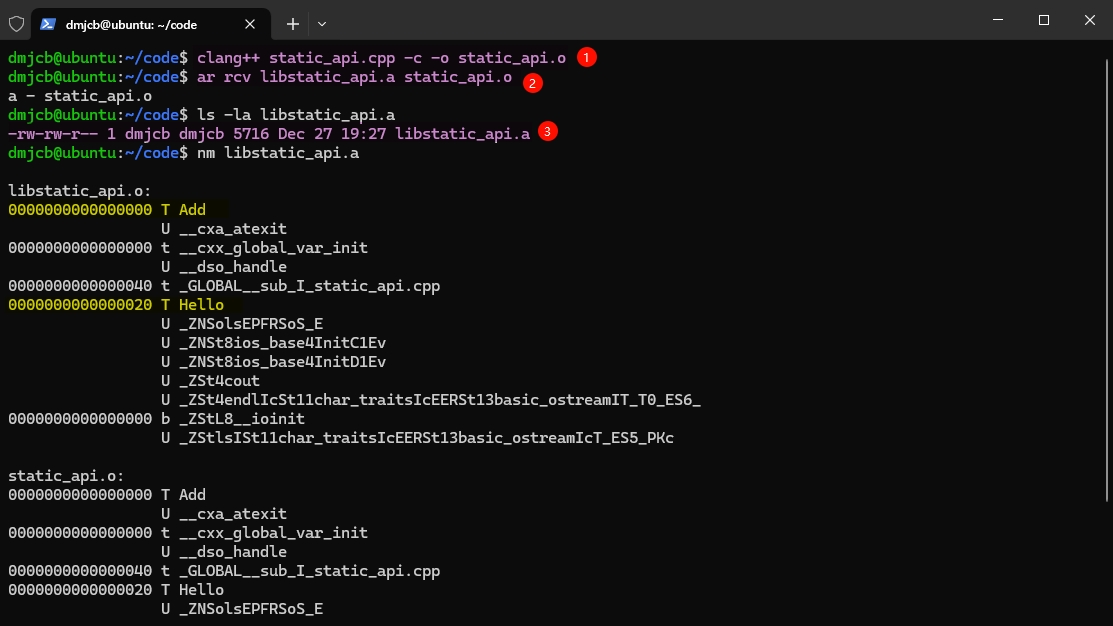 dmjcb@ubuntu: ~/code
dmjcb@ubuntu:~/code$ clang++ static_api.cpp -c -o static_api.o 1
dmjcb@ubuntu:~/code$ ar rcv libstatic_api.a static_api.o 2
a - static_api.o
dmjcb@ubuntu:~/code$ ls -la libstatic_api.a
-rw-rw-r-- 1 dmjcb dmjcb 5716 Dec 27 19:27 libstatic_api.a 3
dmjcb@ubuntu:~/code$ nm libstatic_api.a
libstatic_api.o:
0000000000000000 T Add
U __cxa_atexit
0000000000000000 t __cxx_global_var_init
U __dso_handle
0000000000000040 t _GLOBAL__sub_I_static_api.cpp
0000000000000020 T Hello
U _ZNSolsEPFRSoS_E
U _ZNSt8ios_base4InitC1Ev
U _ZNSt8ios_base4InitD1Ev
U _ZSt4cout
U _ZSt4endlIcSt11char_traitsIcEERSt13basic_ostreamIT_T0_ES6_
0000000000000000 b _ZStL8__ioinit
U _ZStlsISt11char_traitsIcEERSt13basic_ostreamIcT_ES5_PKc
static_api.o:
0000000000000000 T Add
U __cxa_atexit
0000000000000000 t __cxx_global_var_init
U __dso_handle
0000000000000040 t _GLOBAL__sub_I_static_api.cpp
0000000000000020 T Hello
U _ZNSolsEPFRSoS_E